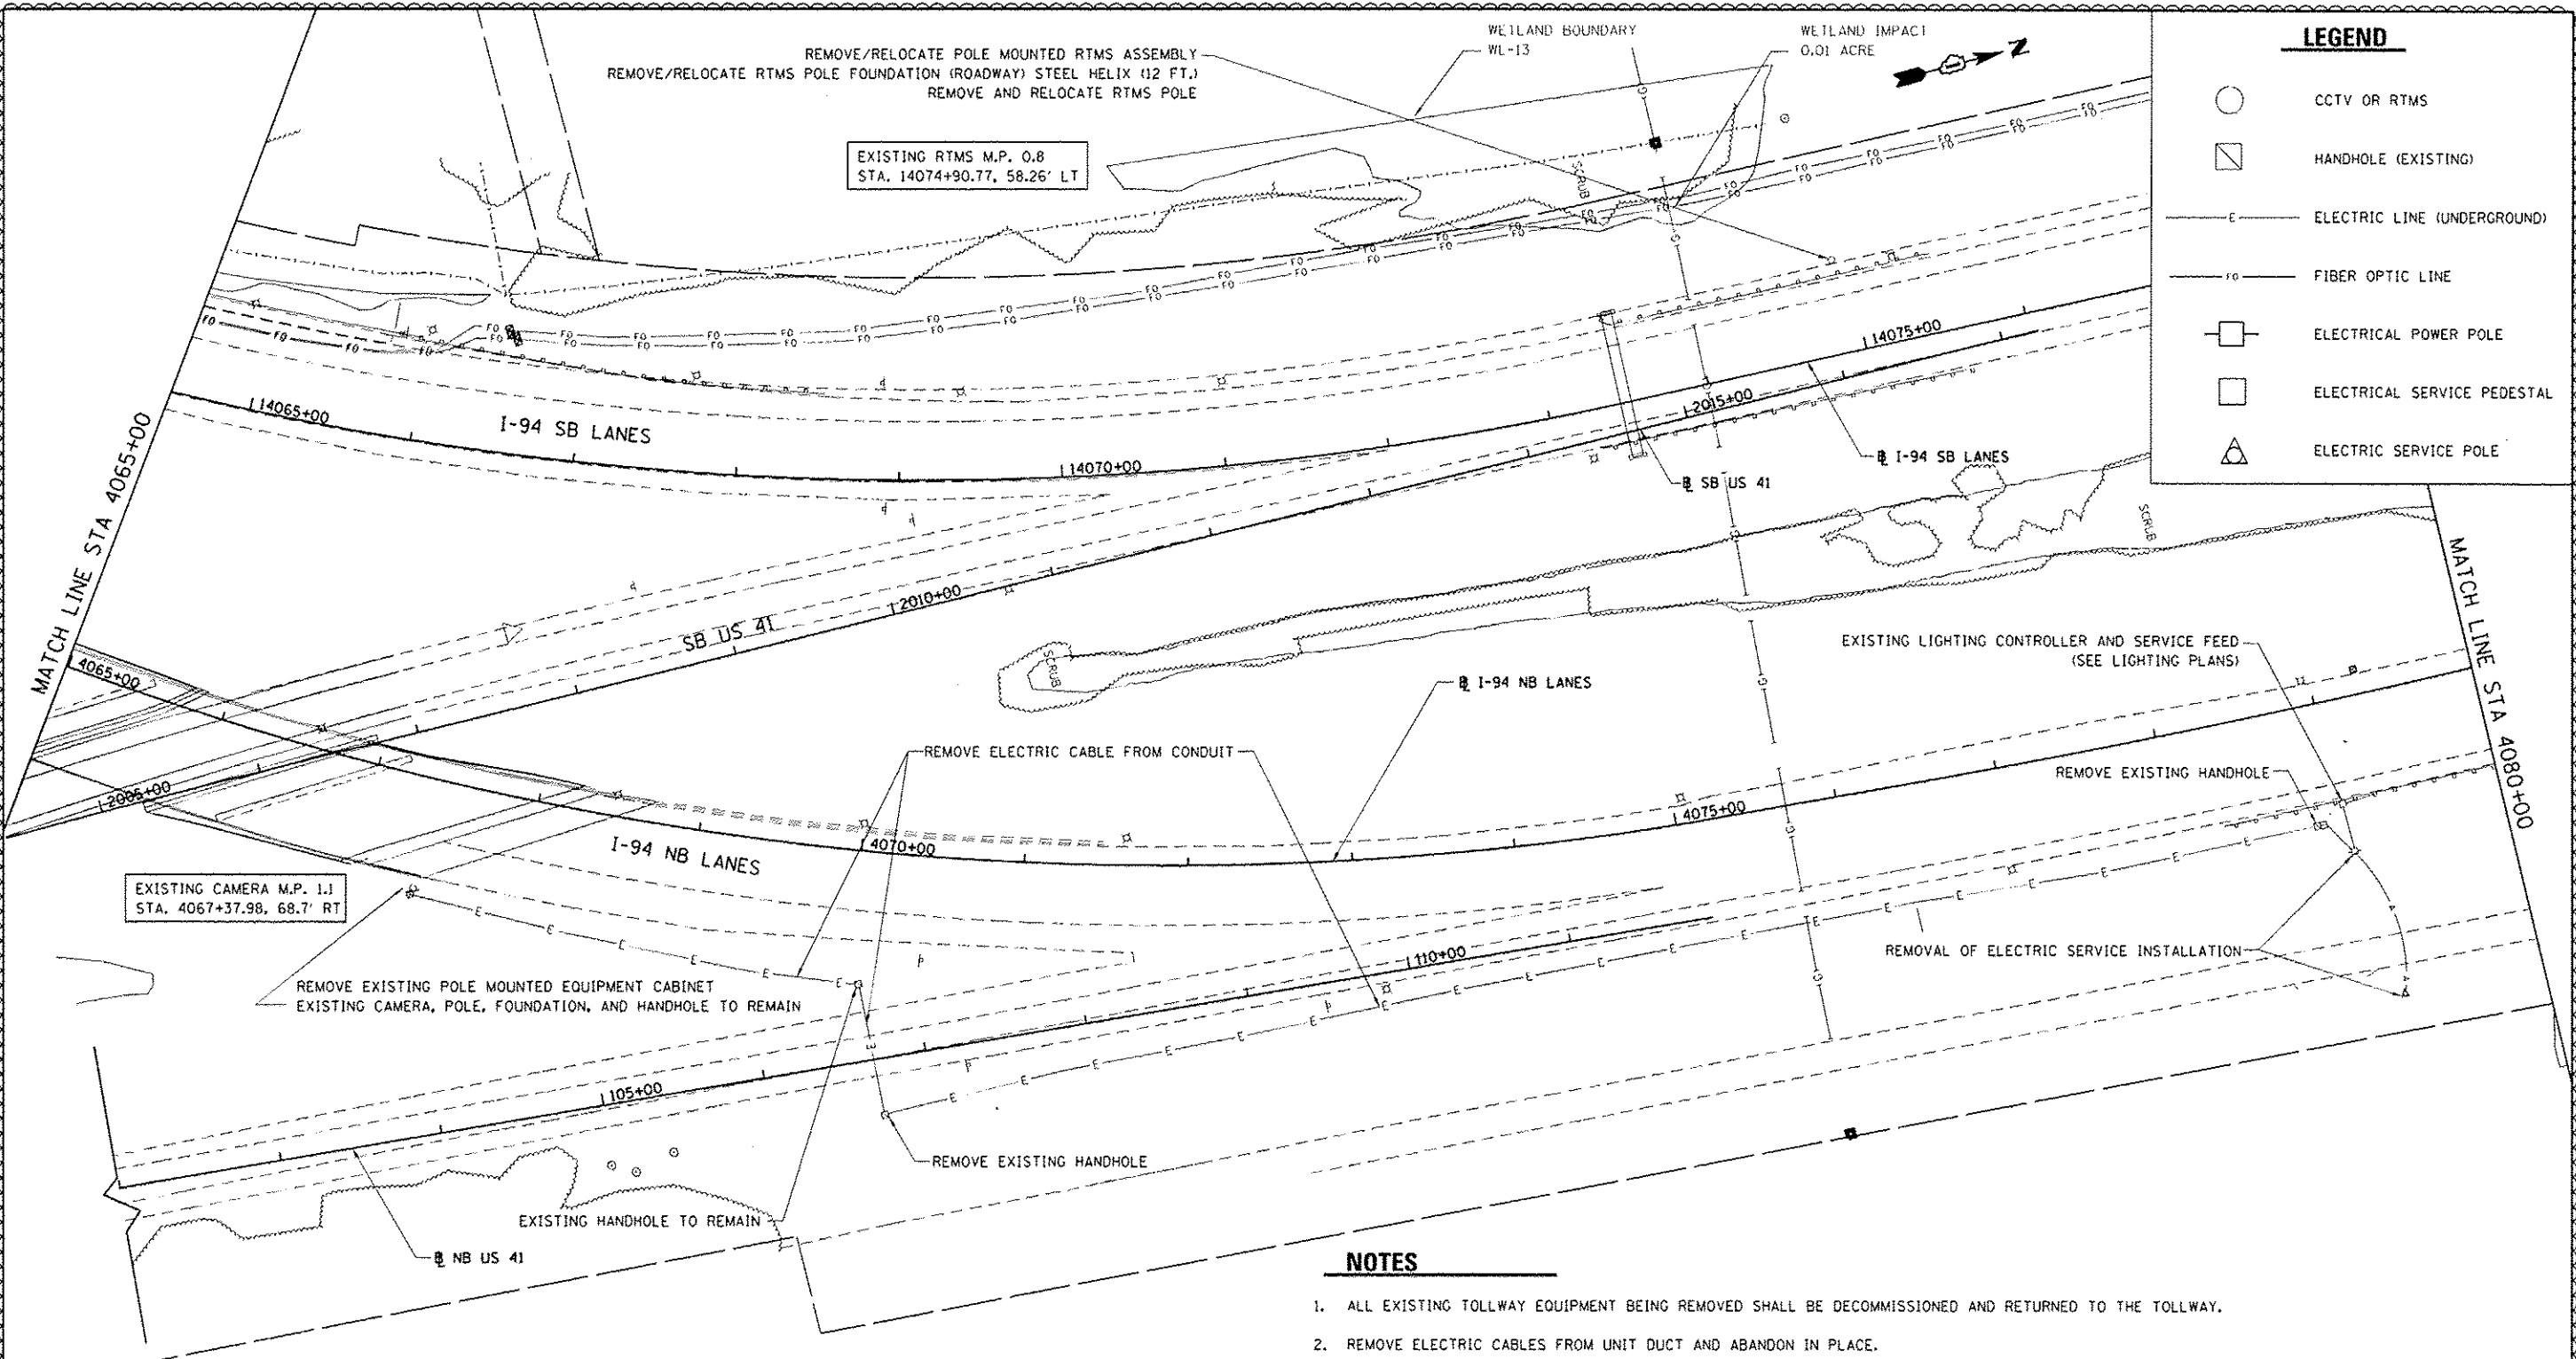 REMOVE/RELOCATE POLE MOUNTED RTMS ASSEMBLY
REMOVE/RELOCATE RTMS POLE FOUNDATION (ROADWAY) STEEL HELIX (12 FT.)
REMOVE AND RELOCATE RTMS POLE
WETLAND BOUNDARY
WL-13
WETLAND IMPACT
0.01 ACRE
N
EXISTING RTMS M.P. 0.8
STA. 14074+90.77, 58.26' LT
LEGEND
CCTV OR RTMS
HANDHOLE (EXISTING)
E
ELECTRIC LINE (UNDERGROUND)
FO
FIBER OPTIC LINE
ELECTRICAL POWER POLE
ELECTRICAL SERVICE PEDESTAL
ELECTRIC SERVICE POLE
SCRUB
MATCH LINE STA 4065+00
14065+00
I-94 SB LANES
14070+00
14075+00
2015+00
℄ I-94 SB LANES
℄ SB US 41
SCRUB
SB US 41
2010+00
SCRUB
4065+00
2005+00
℄ I-94 NB LANES
EXISTING LIGHTING CONTROLLER AND SERVICE FEED
(SEE LIGHTING PLANS)
MATCH LINE STA 4080+00
REMOVE ELECTRIC CABLE FROM CONDUIT
REMOVE EXISTING HANDHOLE
I-94 NB LANES
4070+00
4075+00
EXISTING CAMERA M.P. 1.1
STA. 4067+37.98, 68.7' RT
REMOVE EXISTING POLE MOUNTED EQUIPMENT CABINET
EXISTING CAMERA, POLE, FOUNDATION, AND HANDHOLE TO REMAIN
110+00
REMOVAL OF ELECTRIC SERVICE INSTALLATION
105+00
REMOVE EXISTING HANDHOLE
EXISTING HANDHOLE TO REMAIN
℄ NB US 41
NOTES
1. ALL EXISTING TOLLWAY EQUIPMENT BEING REMOVED SHALL BE DECOMMISSIONED AND RETURNED TO THE TOLLWAY.
2. REMOVE ELECTRIC CABLES FROM UNIT DUCT AND ABANDON IN PLACE.